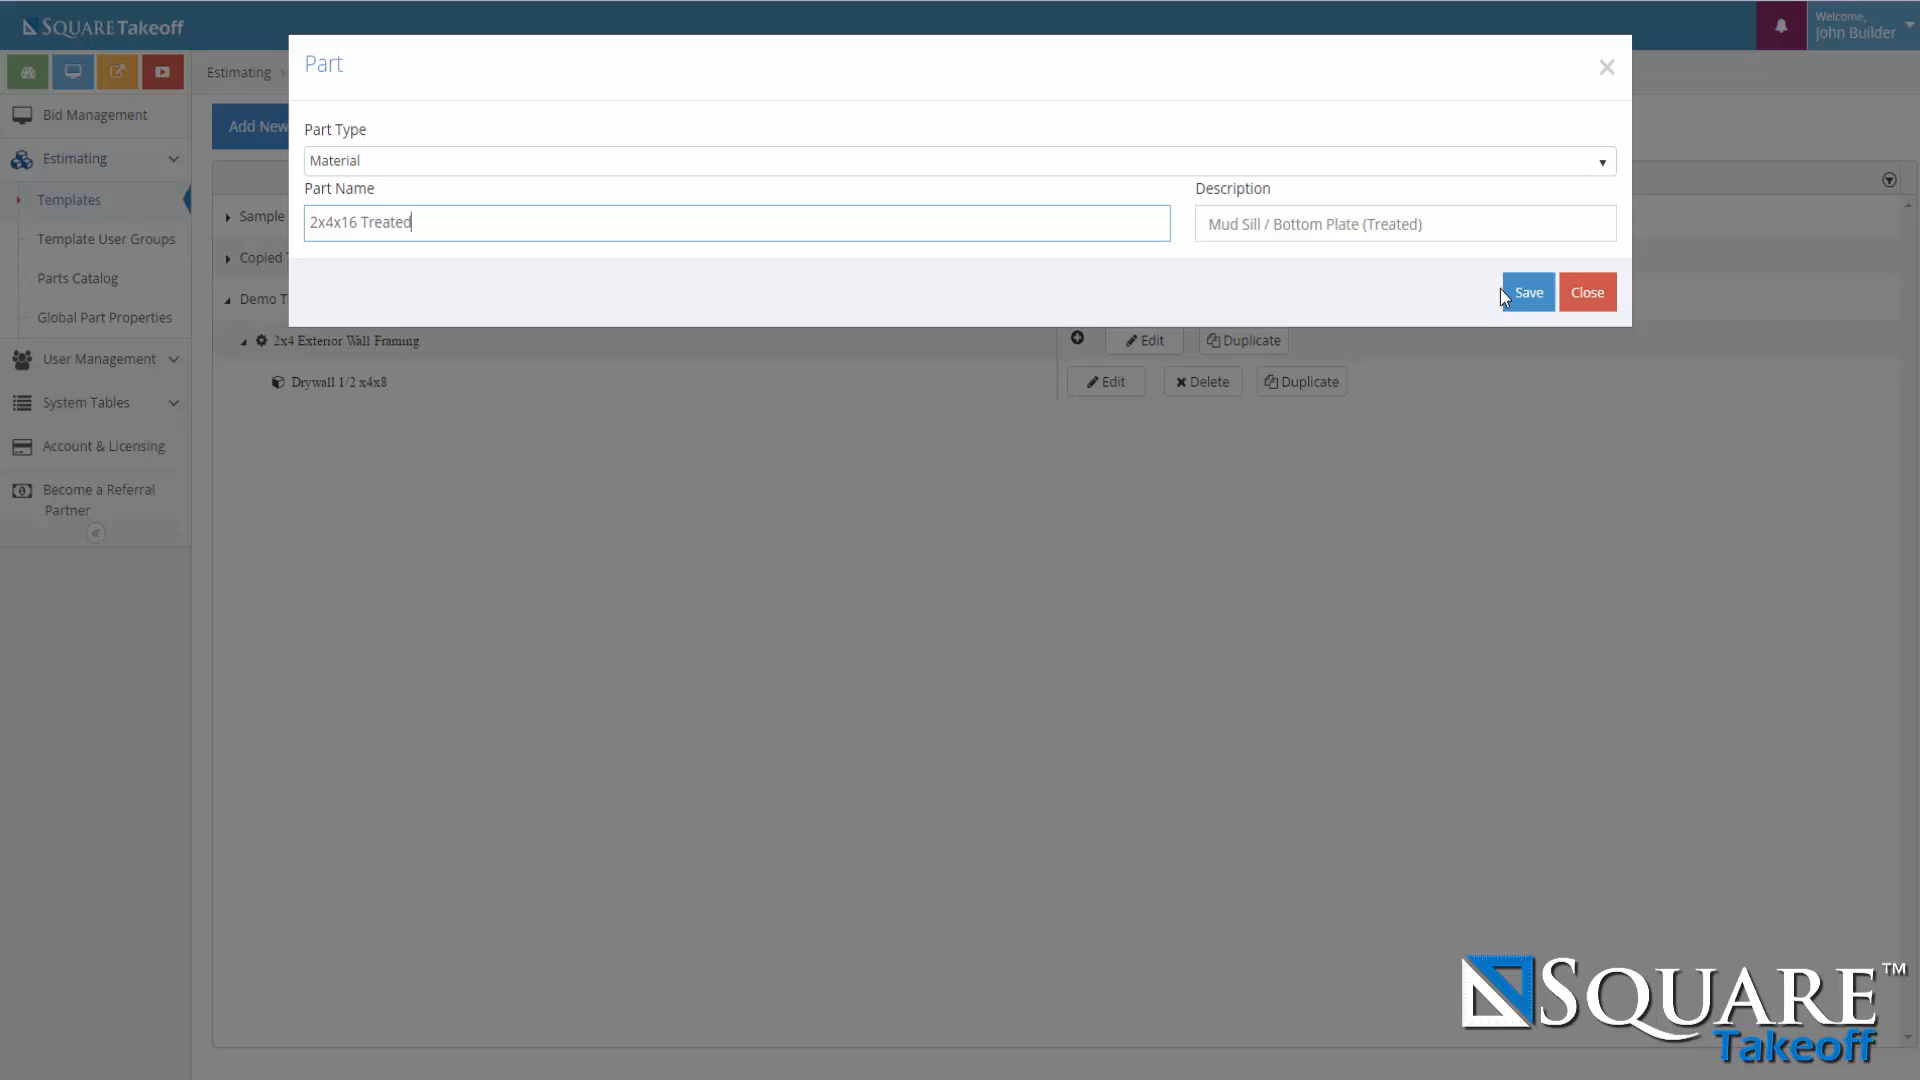 SQUARE Takeoff
Welcome,
John Builder
Part
Estimating
Bid Management
Add New
Part Type
Estimating
Material
Part Name
Description
Templates
2x4x16 Treated
Mud Sill / Bottom Plate (Treated)
Sample
Template User Groups
Copied
Parts Catalog
Save
Close
Demo T
Global Part Properties
2x4 Exterior Wall Framing
Edit
Duplicate
User Management
Drywall 1/2 x4x8
Edit
Delete
Duplicate
System Tables
Account & Licensing
Become a Referral
Partner
SQUARE™
Takeoff